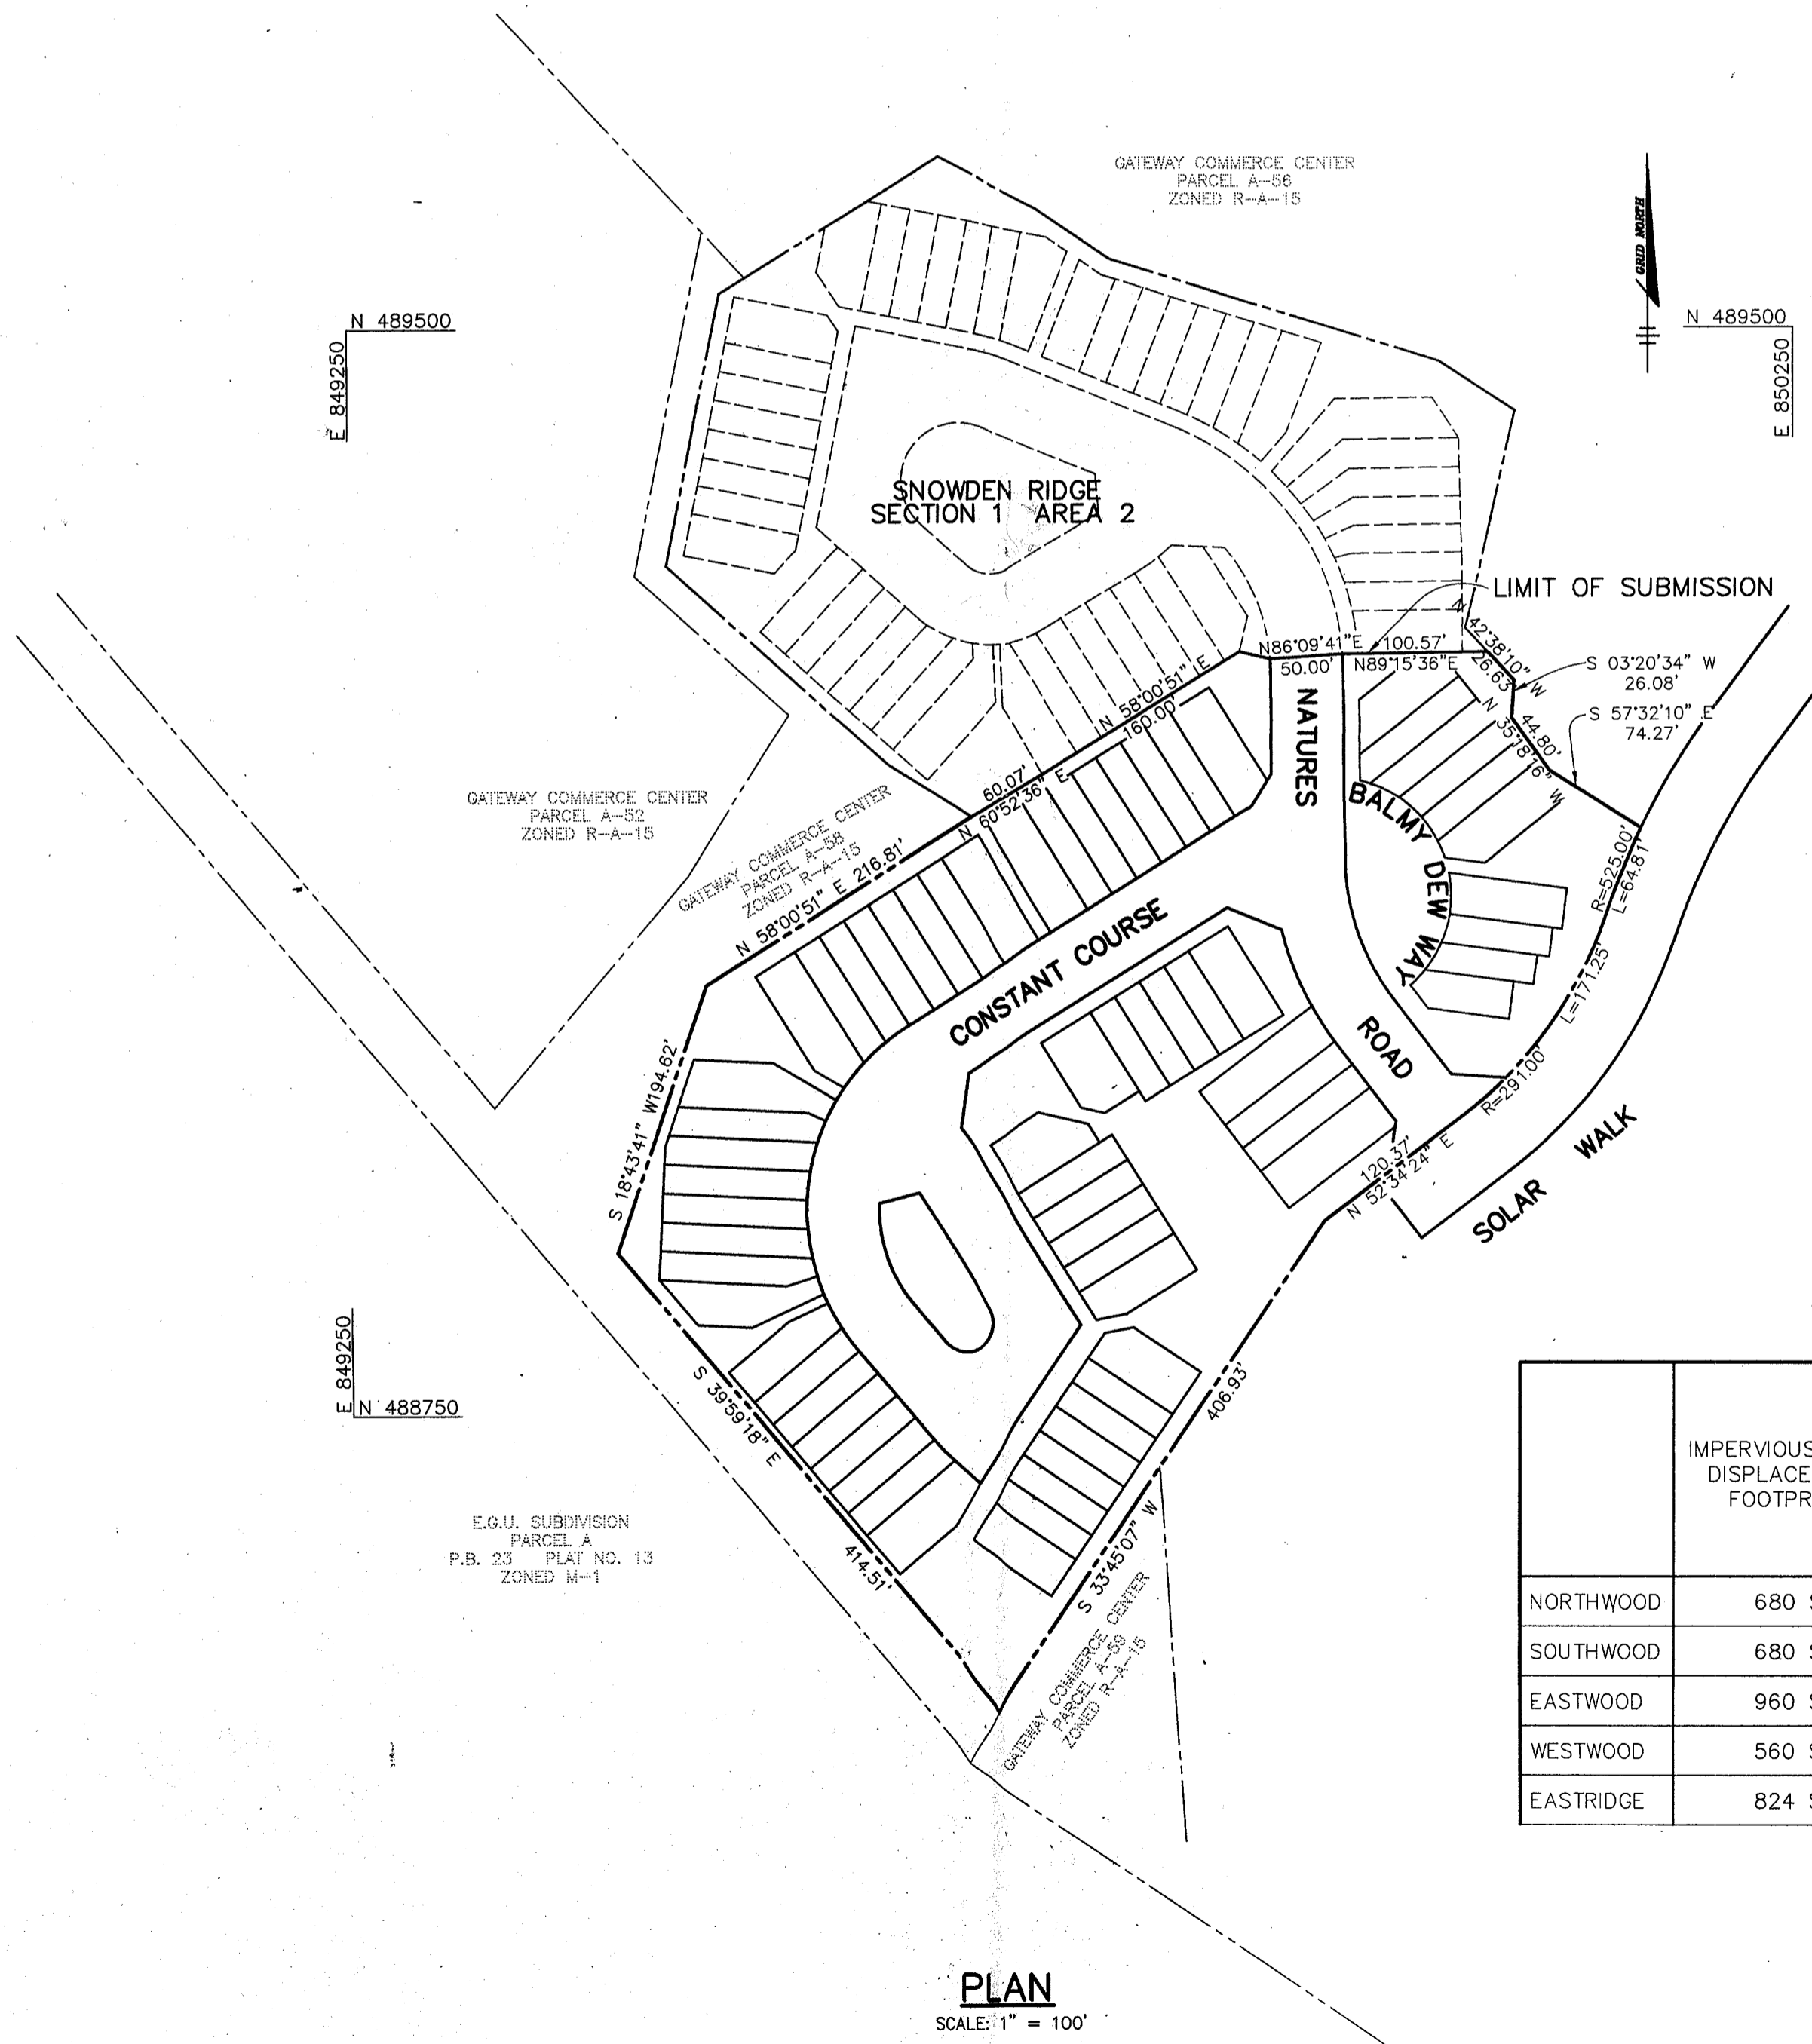 GATEWAY COMMERCE CENTER
PARCEL A-56
ZONED R-A-15
GRID NORTH
N 489500
E 849250
N 489500
E 850250
SNOWDEN RIDGE
SECTION 1 AREA 2
LIMIT OF SUBMISSION
N86°09'41"E
50.00'
100.57'
N89°15'36"E
N 42°38'10" W
26.63'
S 03°20'34" W
26.08'
44.80'
N 35°18'16" W
S 57°32'10" E
74.27'
N 58°00'51" E
160.00'
60.07'
N 60°52'36" E
NATURES
ROAD
BALMY DEW WAY
GATEWAY COMMERCE CENTER
PARCEL A-52
ZONED R-A-15
GATEWAY COMMERCE CENTER
PARCEL A-58
ZONED R-A-15
N 58°00'51" E 216.81'
R=525.00'
L=64.81'
L=171.25'
R=291.00'
CONSTANT COURSE
S 18°43'41" W194.62'
120.37'
N 52°34'24" E
SOLAR WALK
E 849250
N 488750
S 39°59'18" E
414.51'
406.93'
S 33°45'07" W
E.G.U. SUBDIVISION
PARCEL A
P.B. 23 PLAT NO. 13
ZONED M-1
GATEWAY COMMERCE CENTER
PARCEL A-59
ZONED R-A-15
IMPERVIOUS
DISPLACE
FOOTPR
NORTHWOOD 680 S
SOUTHWOOD 680 S
EASTWOOD 960 S
WESTWOOD 560 S
EASTRIDGE 824 S
PLAN
SCALE: 1" = 100'